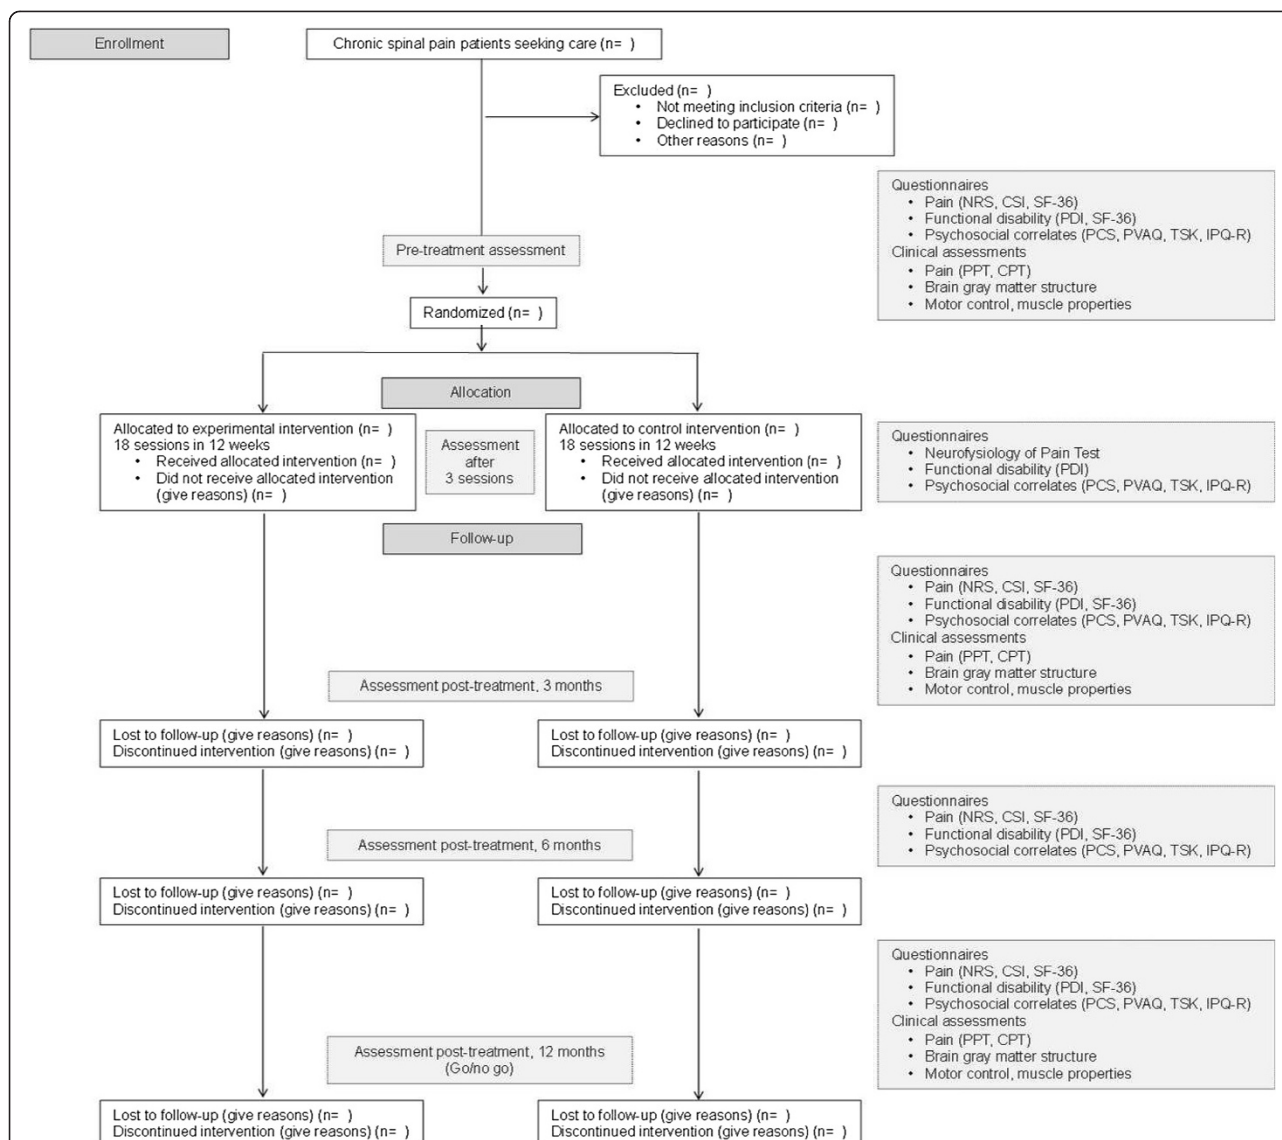 Enrollment
Chronic spinal pain patients seeking care (n= )
Excluded (n= )
• Not meeting inclusion criteria (n= )
• Declined to participate (n= )
• Other reasons (n= )
Questionnaires
• Pain (NRS, CSI, SF-36)
• Functional disability (PDI, SF-36)
• Psychosocial correlates (PCS, PVAQ, TSK, IPQ-R)
Clinical assessments
• Pain (PPT, CPT)
• Brain gray matter structure
• Motor control, muscle properties
Pre-treatment assessment
Randomized (n= )
Allocation
Allocated to experimental intervention (n= )
18 sessions in 12 weeks
• Received allocated intervention (n= )
• Did not receive allocated intervention
(give reasons) (n= )
Assessment
after
3 sessions
Allocated to control intervention (n= )
18 sessions in 12 weeks
• Received allocated intervention (n= )
• Did not receive allocated intervention
(give reasons) (n= )
Questionnaires
• Neurofysiology of Pain Test
• Functional disability (PDI)
• Psychosocial correlates (PCS, PVAQ, TSK, IPQ-R)
Follow-up
Questionnaires
• Pain (NRS, CSI, SF-36)
• Functional disability (PDI, SF-36)
• Psychosocial correlates (PCS, PVAQ, TSK, IPQ-R)
Clinical assessments
• Pain (PPT, CPT)
• Brain gray matter structure
• Motor control, muscle properties
Assessment post-treatment, 3 months
Lost to follow-up (give reasons) (n= )
Discontinued intervention (give reasons) (n= )
Lost to follow-up (give reasons) (n= )
Discontinued intervention (give reasons) (n= )
Questionnaires
• Pain (NRS, CSI, SF-36)
• Functional disability (PDI, SF-36)
• Psychosocial correlates (PCS, PVAQ, TSK, IPQ-R)
Assessment post-treatment, 6 months
Lost to follow-up (give reasons) (n= )
Discontinued intervention (give reasons) (n= )
Lost to follow-up (give reasons) (n= )
Discontinued intervention (give reasons) (n= )
Questionnaires
• Pain (NRS, CSI, SF-36)
• Functional disability (PDI, SF-36)
• Psychosocial correlates (PCS, PVAQ, TSK, IPQ-R)
Clinical assessments
• Pain (PPT, CPT)
• Brain gray matter structure
• Motor control, muscle properties
Assessment post-treatment, 12 months
(Go/no go)
Lost to follow-up (give reasons) (n= )
Discontinued intervention (give reasons) (n= )
Lost to follow-up (give reasons) (n= )
Discontinued intervention (give reasons) (n= )